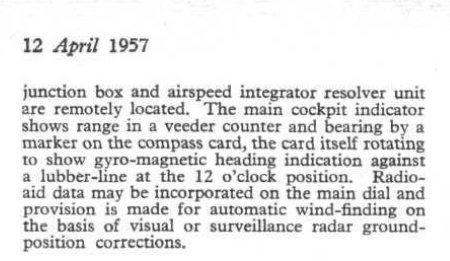 12 April 1957
junction box and airspeed integrator resolver unit
are remotely located. The main cockpit indicator
shows range in a veeder counter and bearing by a
marker on the compass card, the card itself rotating
to show gyro-magnetic heading indication against
a lubber-line at the 12 o'clock position. Radio-
aid data may be incorporated on the main dial and
provision is made for automatic wind-finding on
the basis of visual or surveillance radar ground-
position corrections.